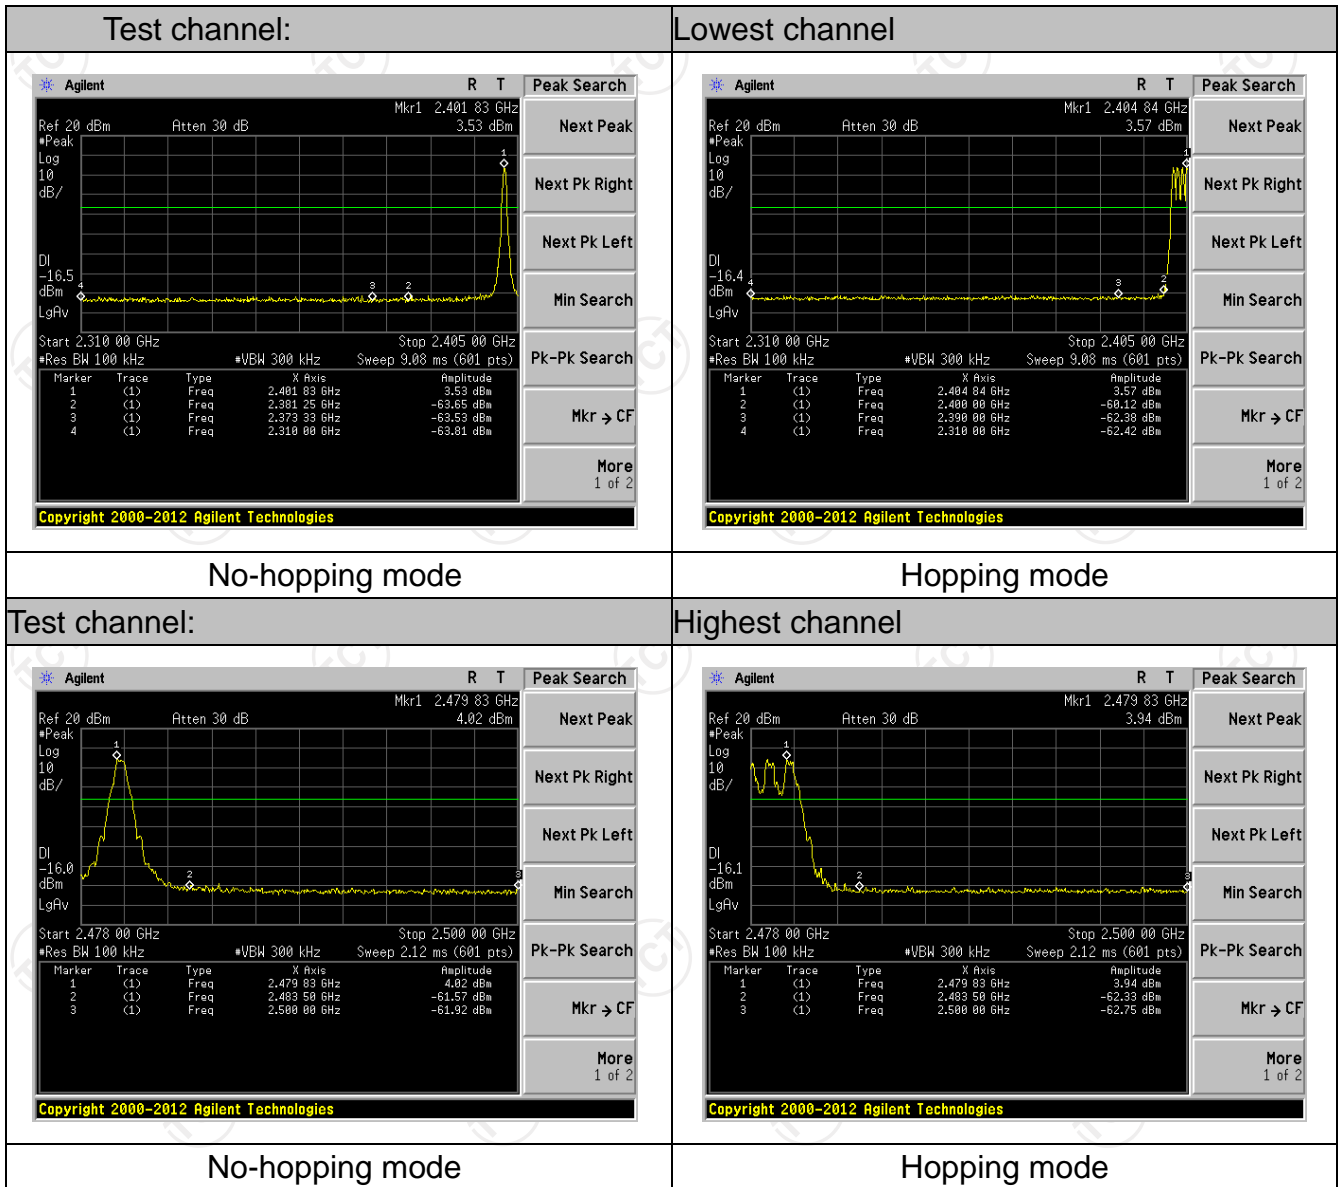 Test channel:
Lowest channel
Agilent R T Peak Search
Mkr1 2.401 83 GHz
Ref 20 dBm Atten 30 dB 3.53 dBm
#Peak
Log
10
dB/
DI
-16.5
dBm
LgAv
1
4
3
2
Start 2.310 00 GHz Stop 2.405 00 GHz
#Res BW 100 kHz #VBW 300 kHz Sweep 9.08 ms (601 pts)
Marker Trace Type X Axis Amplitude
1 (1) Freq 2.401 83 GHz 3.53 dBm
2 (1) Freq 2.381 25 GHz -63.65 dBm
3 (1) Freq 2.373 33 GHz -63.53 dBm
4 (1) Freq 2.310 00 GHz -63.81 dBm
Next Peak
Next Pk Right
Next Pk Left
Min Search
Pk-Pk Search
Mkr → CF
More
1 of 2
Copyright 2000-2012 Agilent Technologies
Agilent R T Peak Search
Mkr1 2.404 84 GHz
Ref 20 dBm Atten 30 dB 3.57 dBm
#Peak
Log
10
dB/
DI
-16.4
dBm
LgAv
1
4
3
2
Start 2.310 00 GHz Stop 2.405 00 GHz
#Res BW 100 kHz #VBW 300 kHz Sweep 9.08 ms (601 pts)
Marker Trace Type X Axis Amplitude
1 (1) Freq 2.404 84 GHz 3.57 dBm
2 (1) Freq 2.400 00 GHz -60.12 dBm
3 (1) Freq 2.390 00 GHz -62.38 dBm
4 (1) Freq 2.310 00 GHz -62.42 dBm
Next Peak
Next Pk Right
Next Pk Left
Min Search
Pk-Pk Search
Mkr → CF
More
1 of 2
Copyright 2000-2012 Agilent Technologies
No-hopping mode
Hopping mode
Test channel:
Highest channel
Agilent R T Peak Search
Mkr1 2.479 83 GHz
Ref 20 dBm Atten 30 dB 4.02 dBm
#Peak
Log
10
dB/
DI
-16.0
dBm
LgAv
1
2
3
Start 2.478 00 GHz Stop 2.500 00 GHz
#Res BW 100 kHz #VBW 300 kHz Sweep 2.12 ms (601 pts)
Marker Trace Type X Axis Amplitude
1 (1) Freq 2.479 83 GHz 4.02 dBm
2 (1) Freq 2.483 50 GHz -61.57 dBm
3 (1) Freq 2.500 00 GHz -61.92 dBm
Next Peak
Next Pk Right
Next Pk Left
Min Search
Pk-Pk Search
Mkr → CF
More
1 of 2
Copyright 2000-2012 Agilent Technologies
Agilent R T Peak Search
Mkr1 2.479 83 GHz
Ref 20 dBm Atten 30 dB 3.94 dBm
#Peak
Log
10
dB/
DI
-16.1
dBm
LgAv
1
2
3
Start 2.478 00 GHz Stop 2.500 00 GHz
#Res BW 100 kHz #VBW 300 kHz Sweep 2.12 ms (601 pts)
Marker Trace Type X Axis Amplitude
1 (1) Freq 2.479 83 GHz 3.94 dBm
2 (1) Freq 2.483 50 GHz -62.33 dBm
3 (1) Freq 2.500 00 GHz -62.75 dBm
Next Peak
Next Pk Right
Next Pk Left
Min Search
Pk-Pk Search
Mkr → CF
More
1 of 2
Copyright 2000-2012 Agilent Technologies
No-hopping mode
Hopping mode